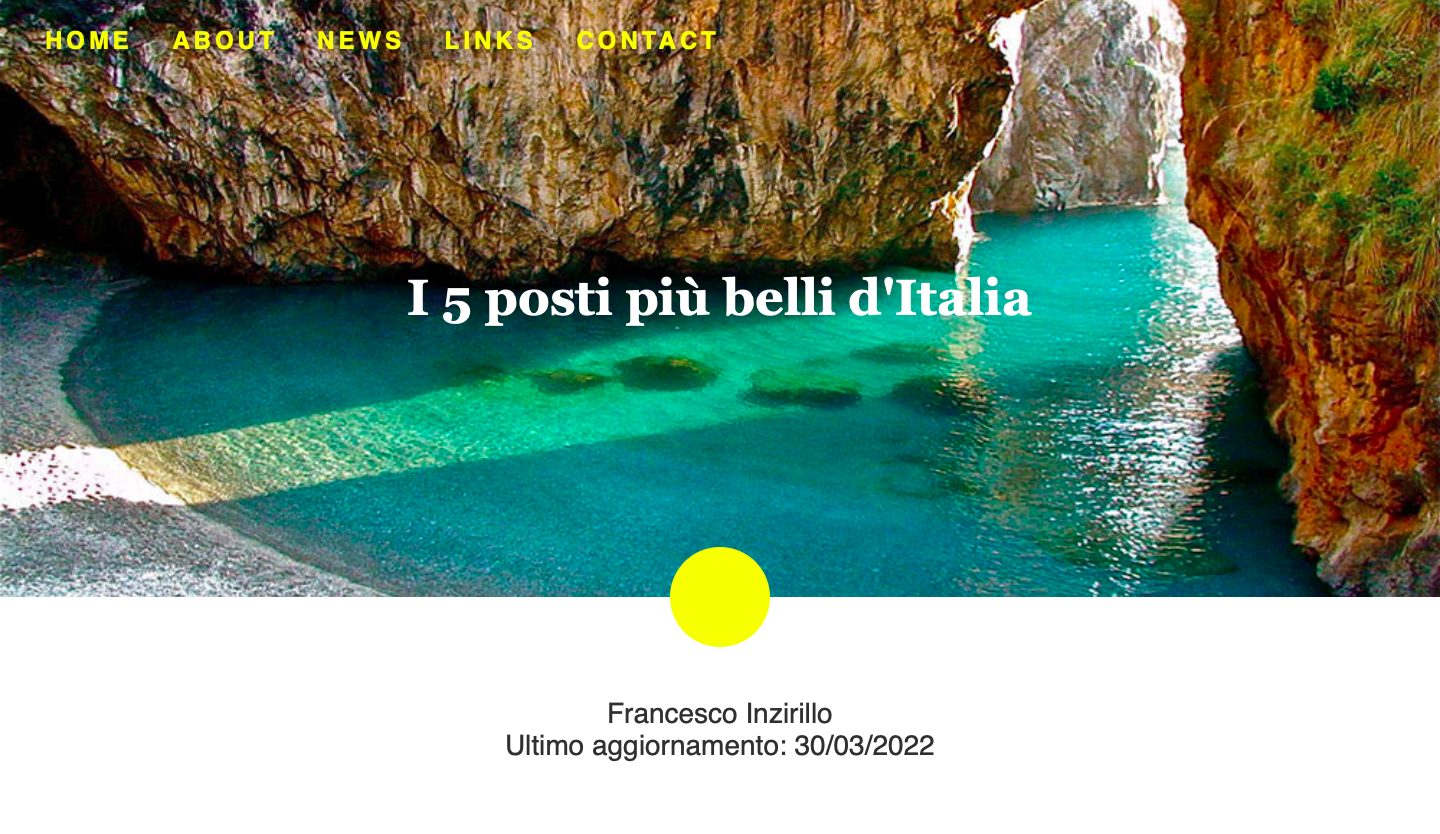 HOME ABOUT NEWS LINKS CONTACT
I 5 posti più belli d'Italia
Francesco Inzirillo
Ultimo aggiornamento: 30/03/2022